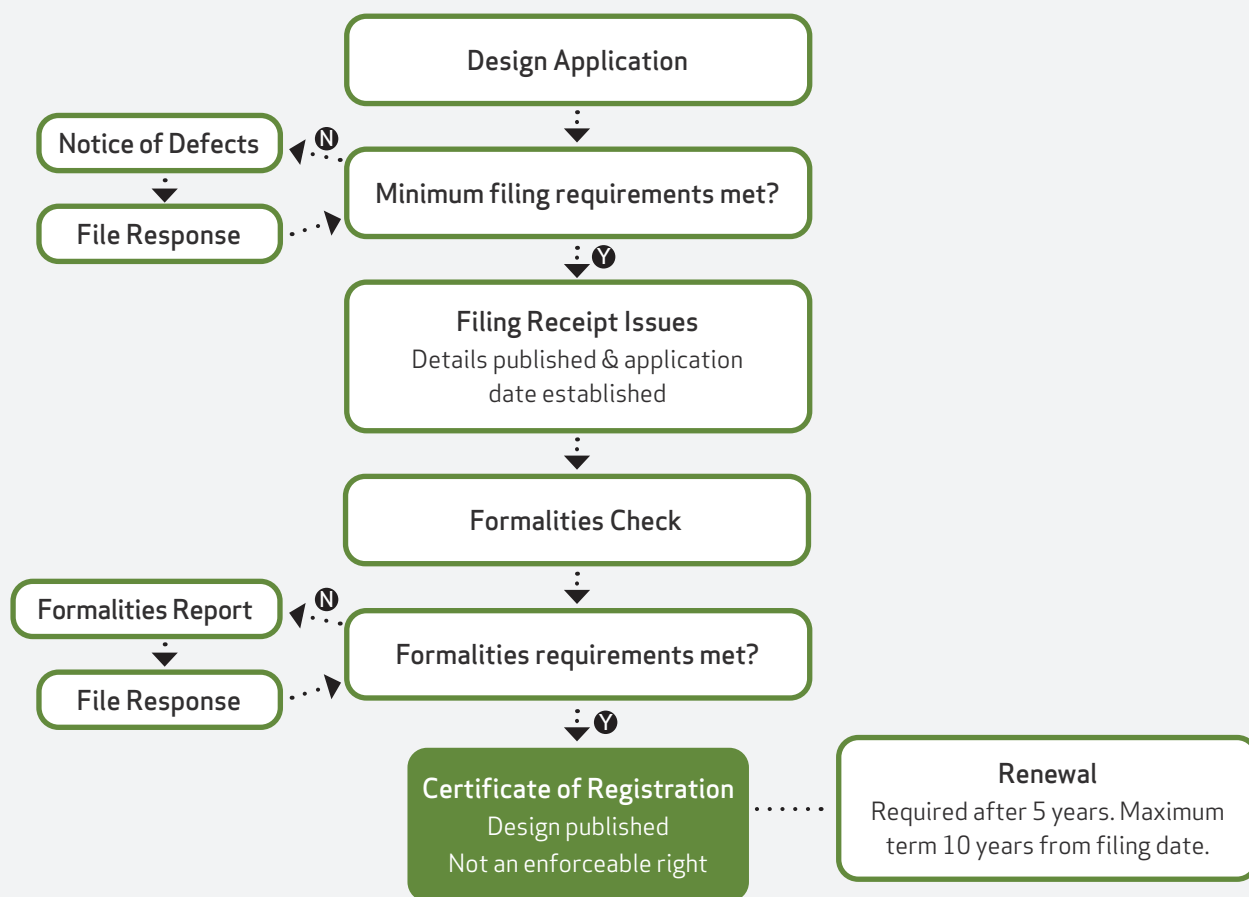 Design Application
Notice of Defects
N
Minimum filing requirements met?
File Response
Y
Filing Receipt Issues
Details published & application
date established
Formalities Check
Formalities Report
N
Formalities requirements met?
File Response
Y
Certificate of Registration
Design published
Not an enforceable right
Renewal
Required after 5 years. Maximum
term 10 years from filing date.